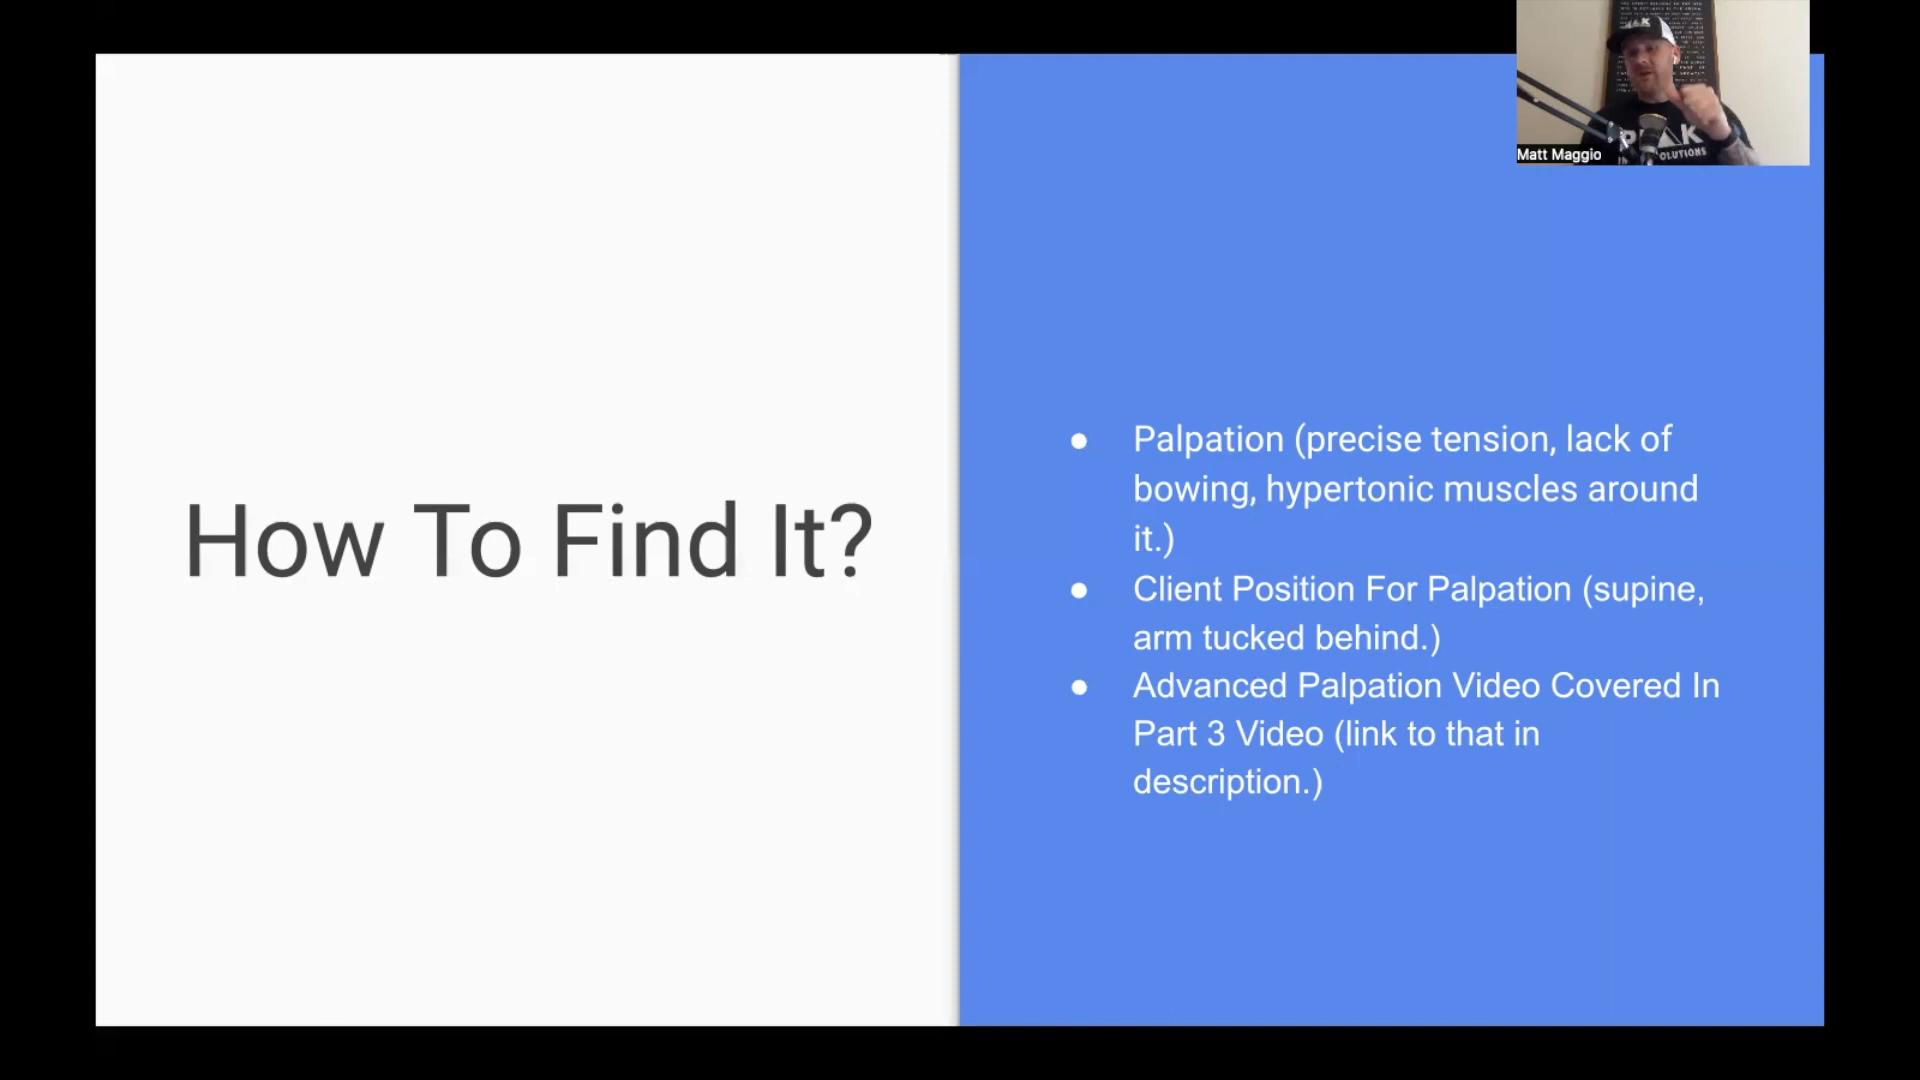 How To Find It?
Palpation (precise tension, lack of
bowing, hypertonic muscles around
it.)
Client Position For Palpation (supine,
arm tucked behind.)
Advanced Palpation Video Covered In
Part 3 Video (link to that in
description.)
Matt Maggio